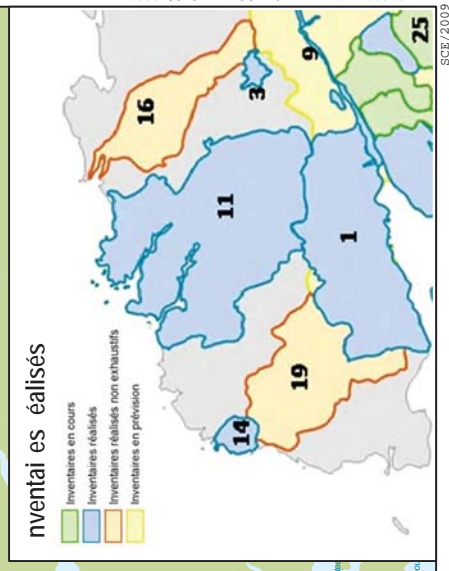 nventai es éalisés
Inventaires en cours
Inventaires réalisés
Inventaires réalisés non exhaustifs
Inventaires en prévision
16
3
9
25
11
1
19
14
SCE/2009